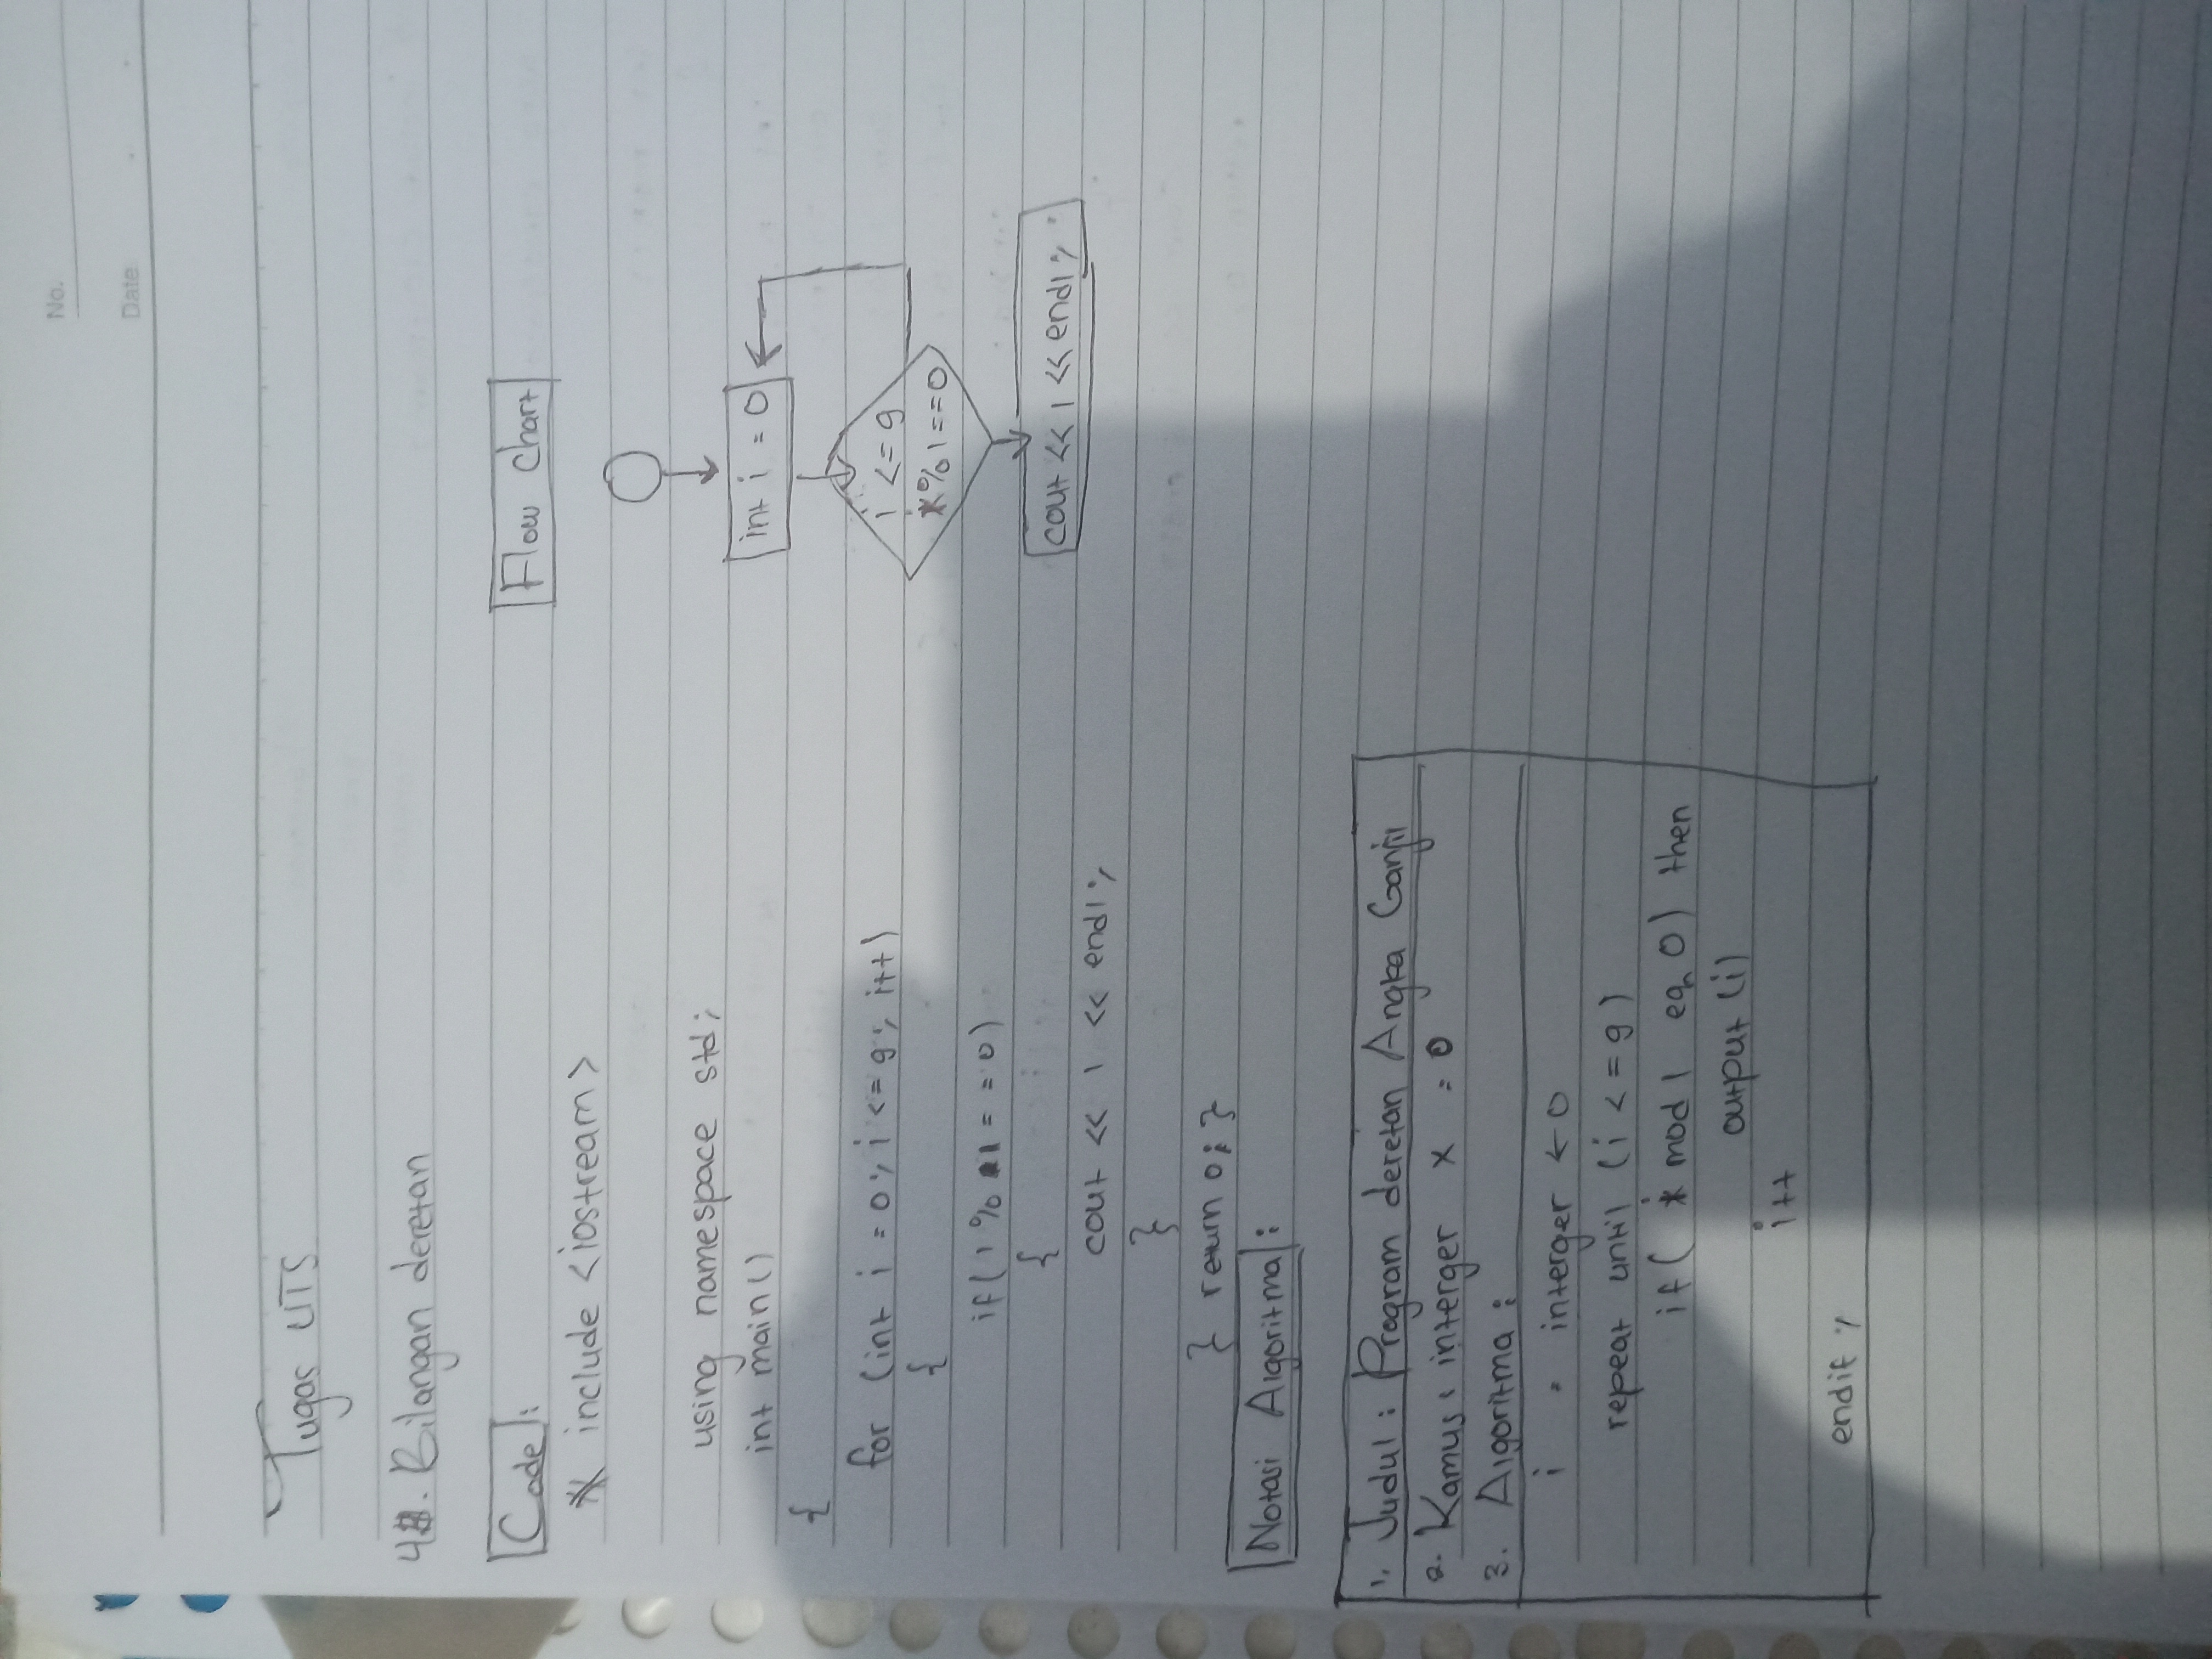 No.
Date
Tugas UTS
4. Bilangan deretan
Code :
include <iostream>
using namespace std;
int main()
{
for (int i = 0; i <= 9; i++)
{
if( i % 1 = = 0)
{
cout << i << endl;
}
} return 0; }
Notasi Algoritma :
1. Judul : Program deretan Angka Ganjil
2. Kamus : interger x = 0
3. Algoritma :
i = interger ← 0
repeat until (i <= 9)
if( i mod 1 eq 0) then
output (i)
i++
endif ;
Flow Chart
int i = 0
i <= 9
i % 1 == 0
cout << i << endl;